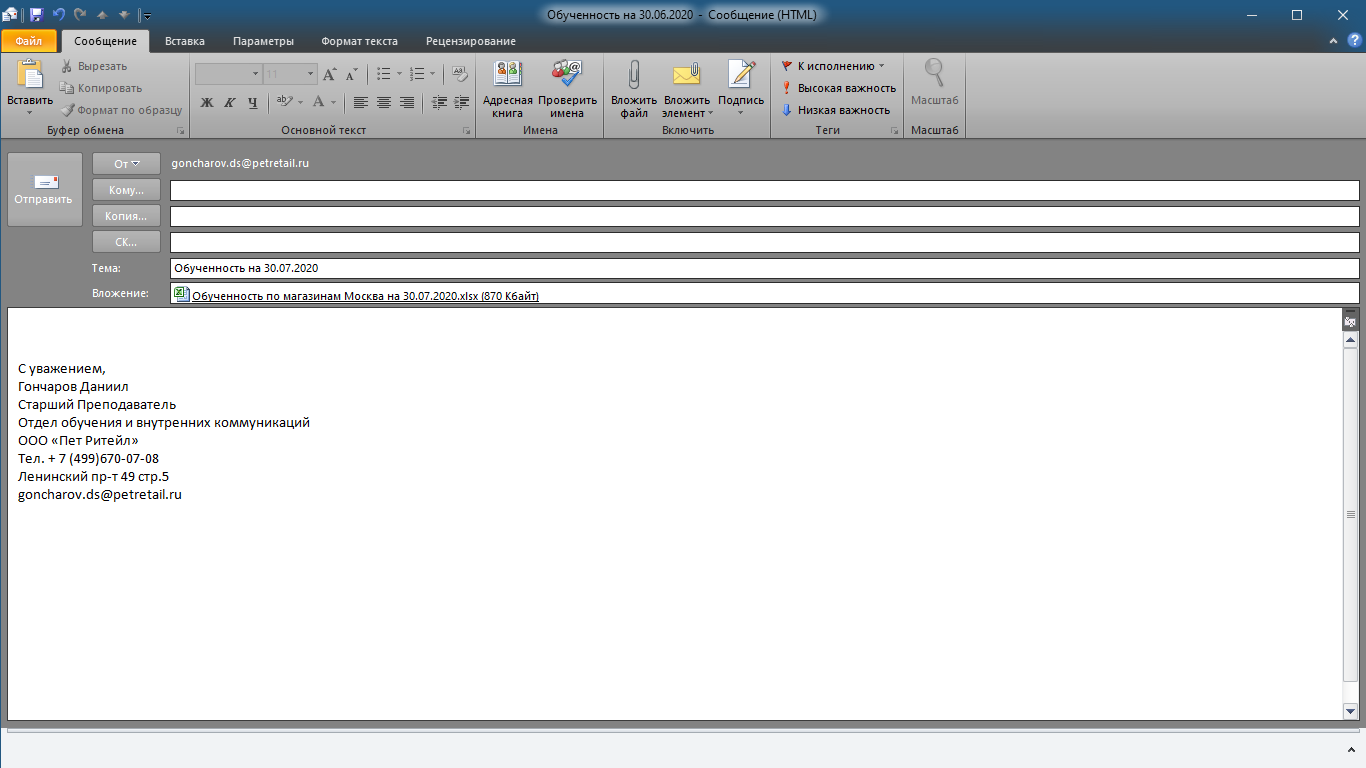 Обученность на 30.06.2020 - Сообщение (HTML)
Файл Сообщение Вставка Параметры Формат текста Рецензирование
Вставить
Вырезать
Копировать
Формат по образцу
Буфер обмена
11
Ж К Ч
Основной текст
Адресная книга
Проверить имена
Имена
Вложить файл
Вложить элемент
Подпись
Включить
К исполнению
Высокая важность
Низкая важность
Теги
Масштаб
Масштаб
Отправить
От goncharov.ds@petretail.ru
Кому...
Копия...
СК...
Тема: Обученность на 30.07.2020
Вложение: Обученность по магазинам Москва на 30.07.2020.xlsx (870 Кбайт)
С уважением,
Гончаров Даниил
Старший Преподаватель
Отдел обучения и внутренних коммуникаций
ООО «Пет Ритейл»
Тел. + 7 (499)670-07-08
Ленинский пр-т 49 стр.5
goncharov.ds@petretail.ru